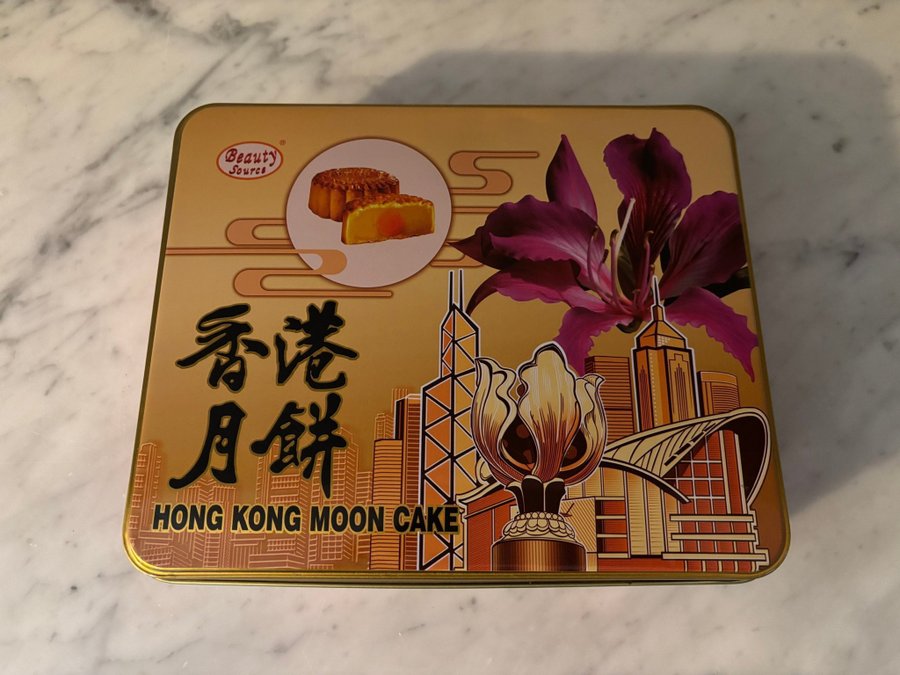 Beauty
Source
®
香港
月餅
HONG KONG MOON CAKE